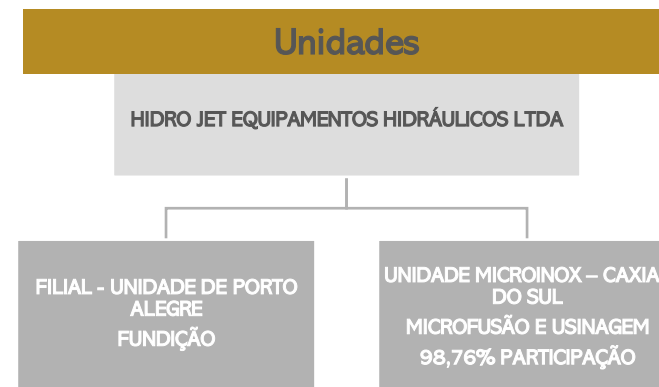 Unidades
HIDRO JET EQUIPAMENTOS HIDRÁULICOS LTDA
FILIAL - UNIDADE DE PORTO
ALEGRE
FUNDIÇÃO
UNIDADE MICROINOX – CAXIA
DO SUL
MICROFUSÃO E USINAGEM
98,76% PARTICIPAÇÃO